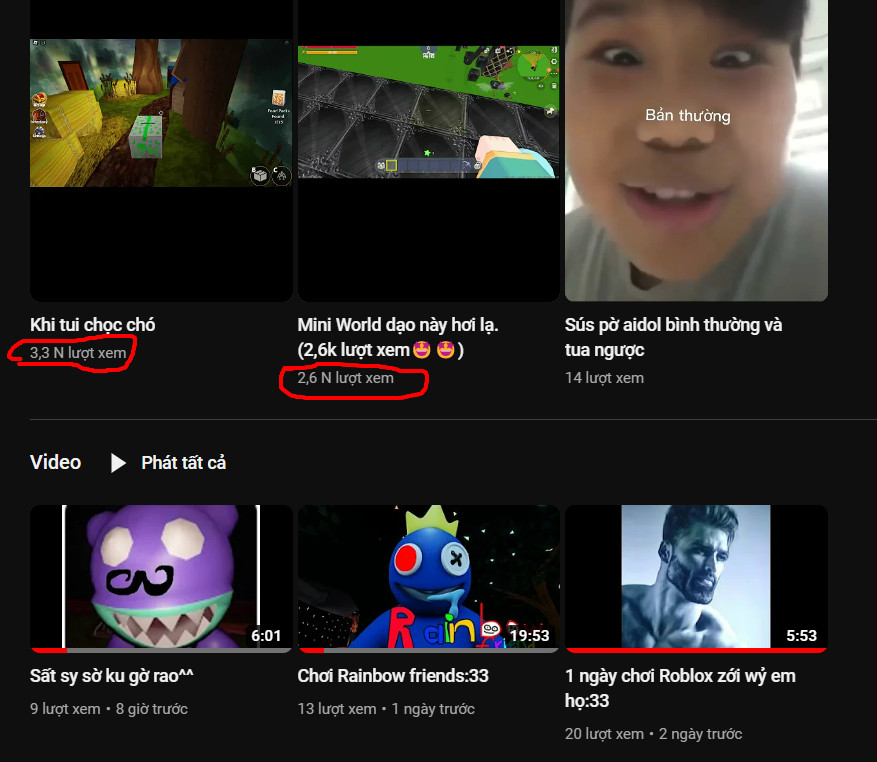 Bản thường
Khi tui chọc chó
3,3 N lượt xem
Mini World dạo này hơi lạ.
(2,6k lượt xem🤩 🤩 )
2,6 N lượt xem
Sús pờ aidol bình thường và
tua ngược
14 lượt xem
Video
Phát tất cả
6:01
Sất sy sờ ku gờ rao^^
9 lượt xem • 8 giờ trước
Rain
19:53
Chơi Rainbow friends:33
13 lượt xem • 1 ngày trước
5:53
1 ngày chơi Roblox zới wỷ em
họ:33
20 lượt xem • 2 ngày trước